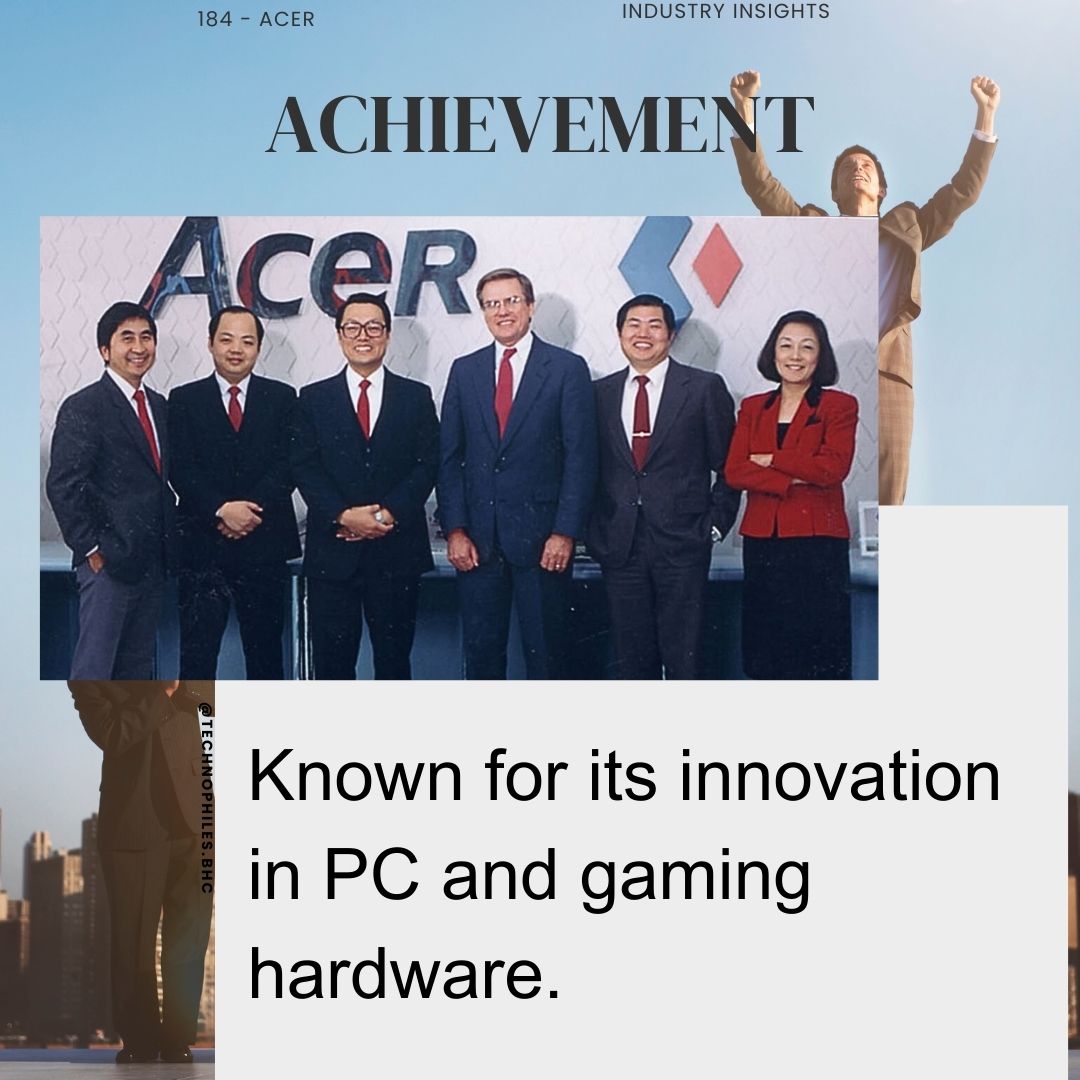 184 - ACER
INDUSTRY INSIGHTS
ACHIEVEMENT
Acer
@TECHNOPHILES.BHC
Known for its innovation
in PC and gaming
hardware.